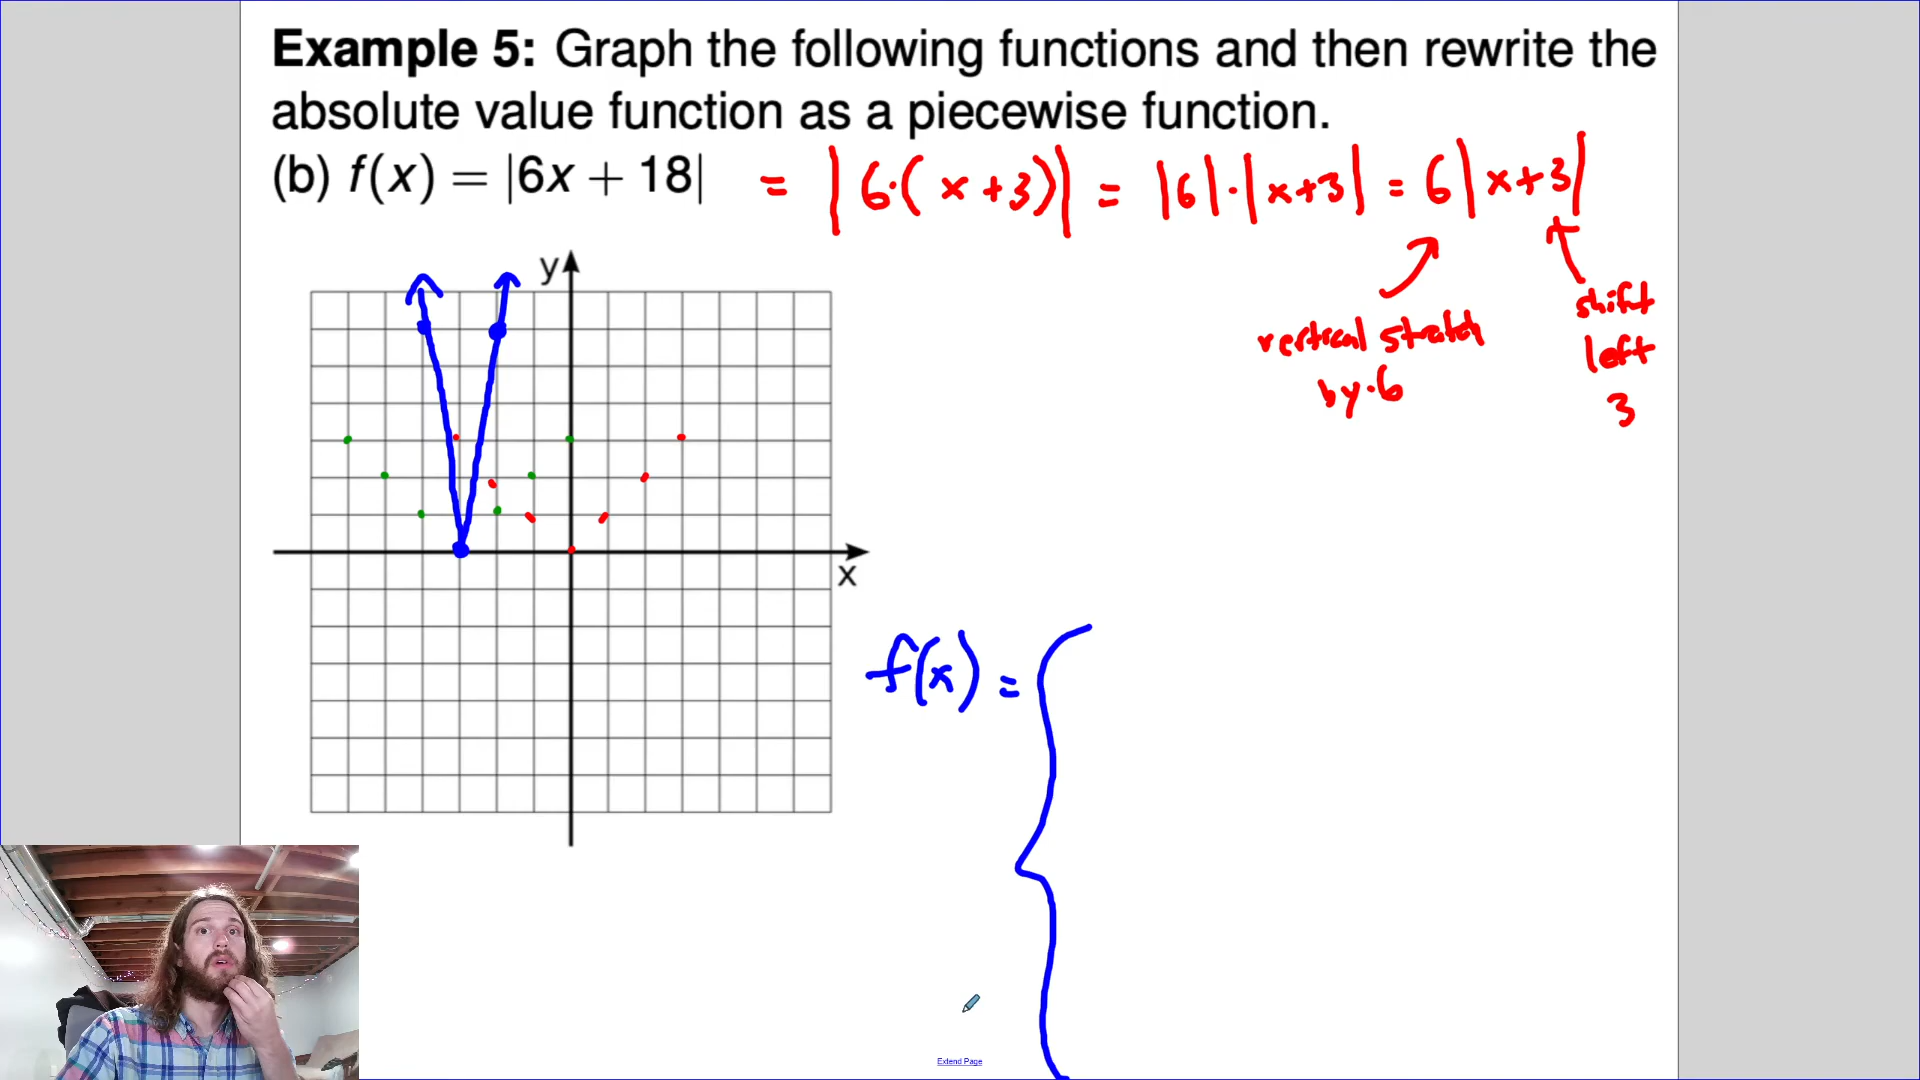 Example 5: Graph the following functions and then rewrite the
absolute value function as a piecewise function.
(b) f(x) = |6x + 18| = |6·(x+3)| = |6|·|x+3| = 6|x+3|
vertical stretch
by·6
shift
left
3
y
x
f(x) = {
Extend Page